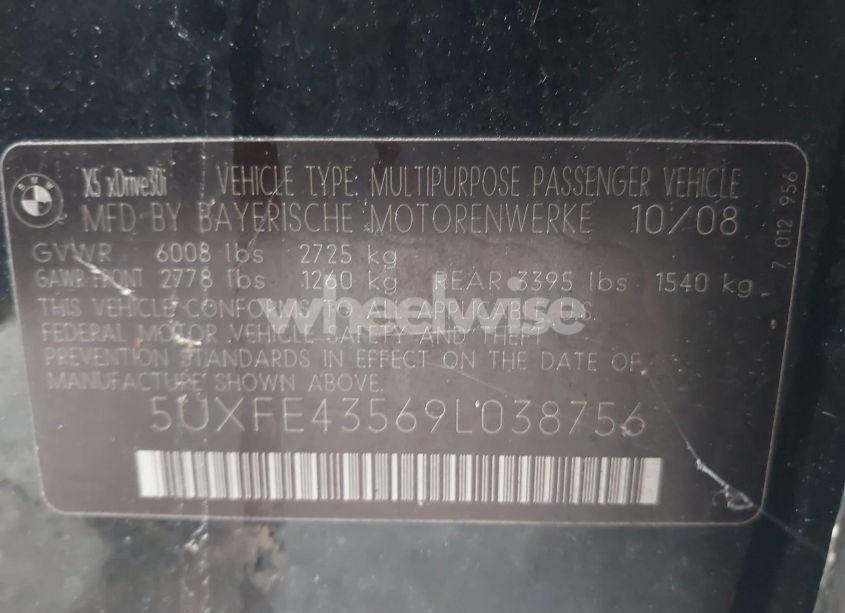 BMW
X5 xDrive30i VEHICLE TYPE: MULTIPURPOSE PASSENGER VEHICLE
MFD BY BAYERISCHE MOTORENWERKE 10/08
GVWR 6008 lbs 2725 kg
GAWR-FRONT 2778 lbs 1260 kg REAR 3395 lbs 1540 kg
THIS VEHICLE CONFORMS TO ALL APPLICABLE U.S.
FEDERAL MOTOR VEHICLE SAFETY AND THEFT
PREVENTION STANDARDS IN EFFECT ON THE DATE OF
MANUFACTURE SHOWN ABOVE.
5UXFE43569L038756
7 012 956
wheelwise